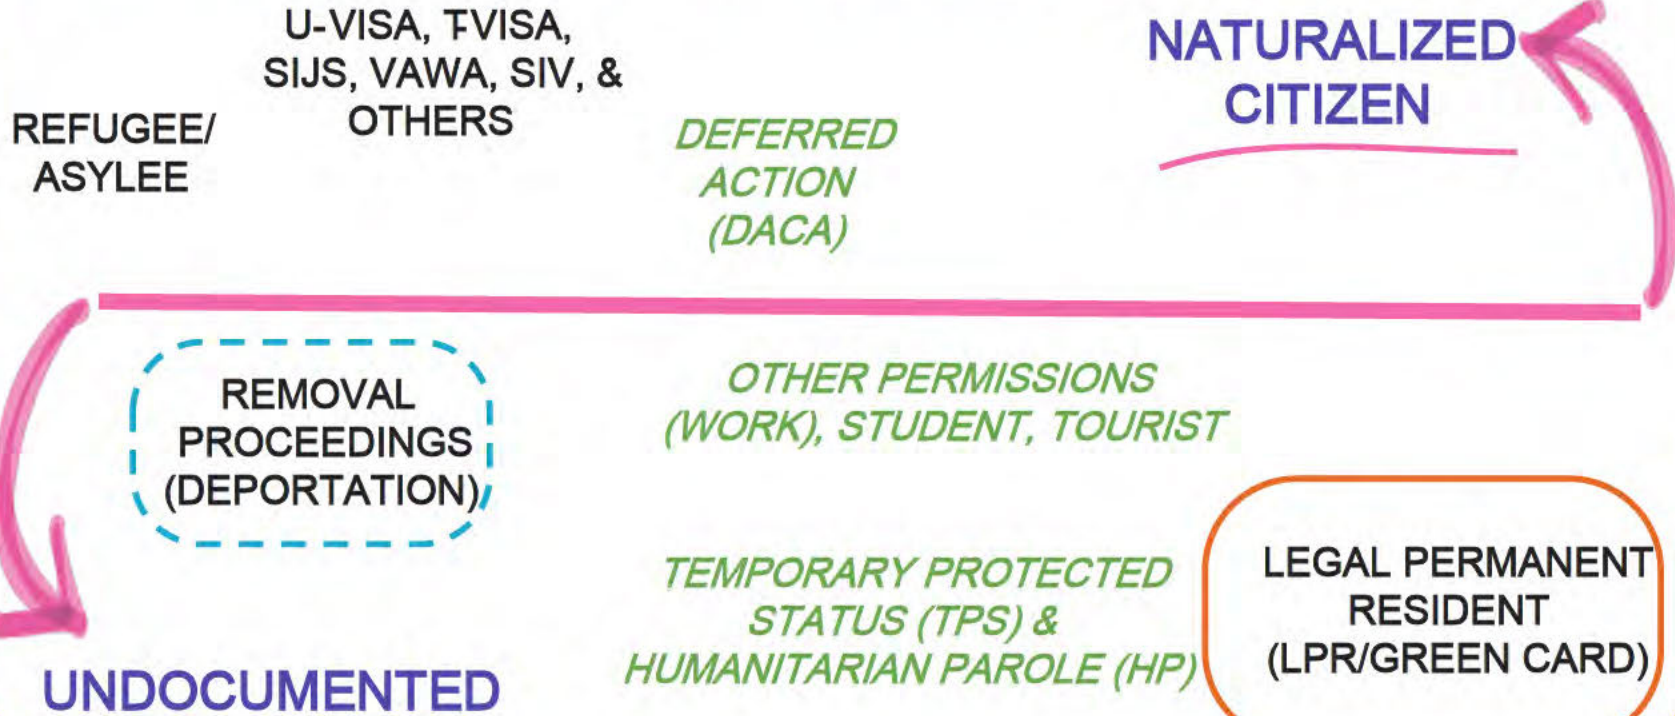 U-VISA, TVISA,
SIJS, VAWA, SIV, &
OTHERS
REFUGEE/
ASYLEE
DEFERRED
ACTION
(DACA)
NATURALIZED
CITIZEN
REMOVAL
PROCEEDINGS
(DEPORTATION)
OTHER PERMISSIONS
(WORK), STUDENT, TOURIST
TEMPORARY PROTECTED
STATUS (TPS) &
HUMANITARIAN PAROLE (HP)
LEGAL PERMANENT
RESIDENT
(LPR/GREEN CARD)
UNDOCUMENTED